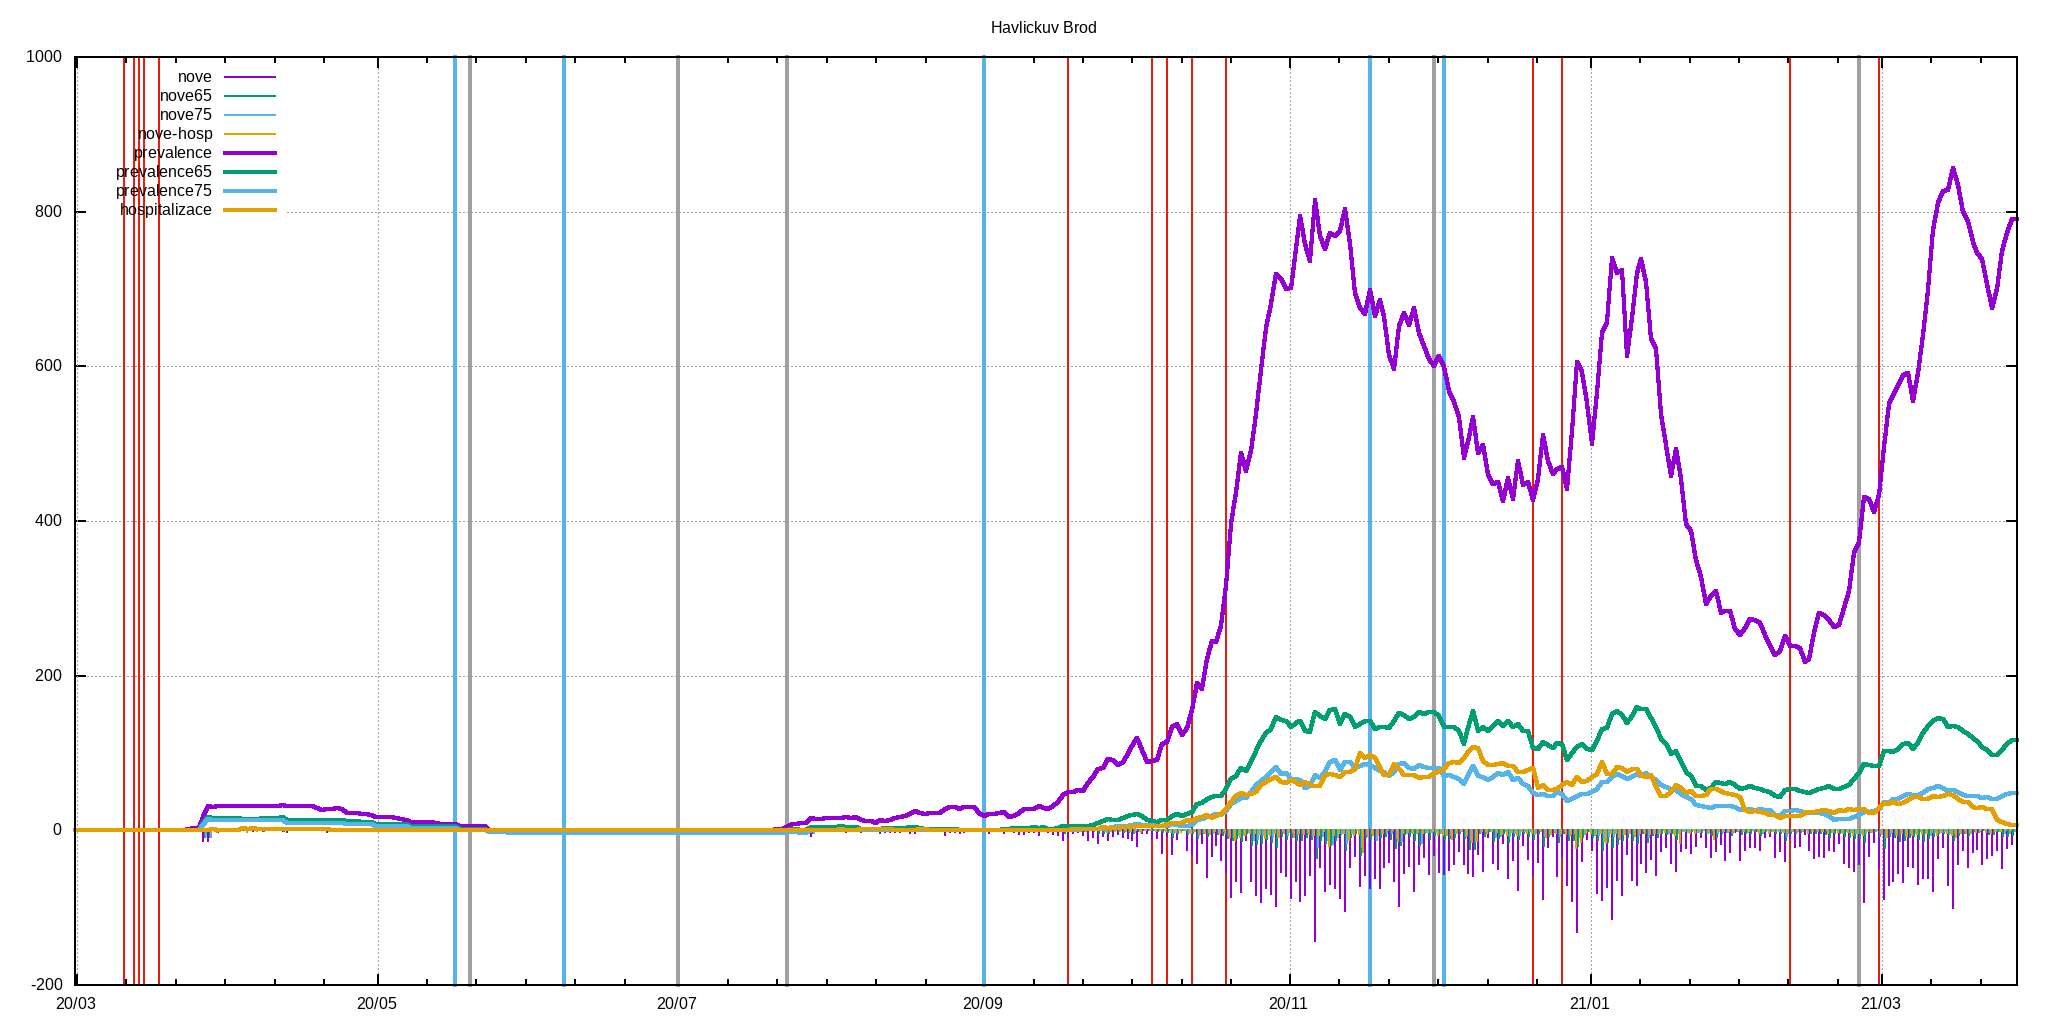 Havlickuv Brod
1000
800
600
400
200
0
-200
nove
nove65
nove75
nove-hosp
prevalence
prevalence65
prevalence75
hospitalizace
20/03 20/05 20/07 20/09 20/11 21/01 21/03